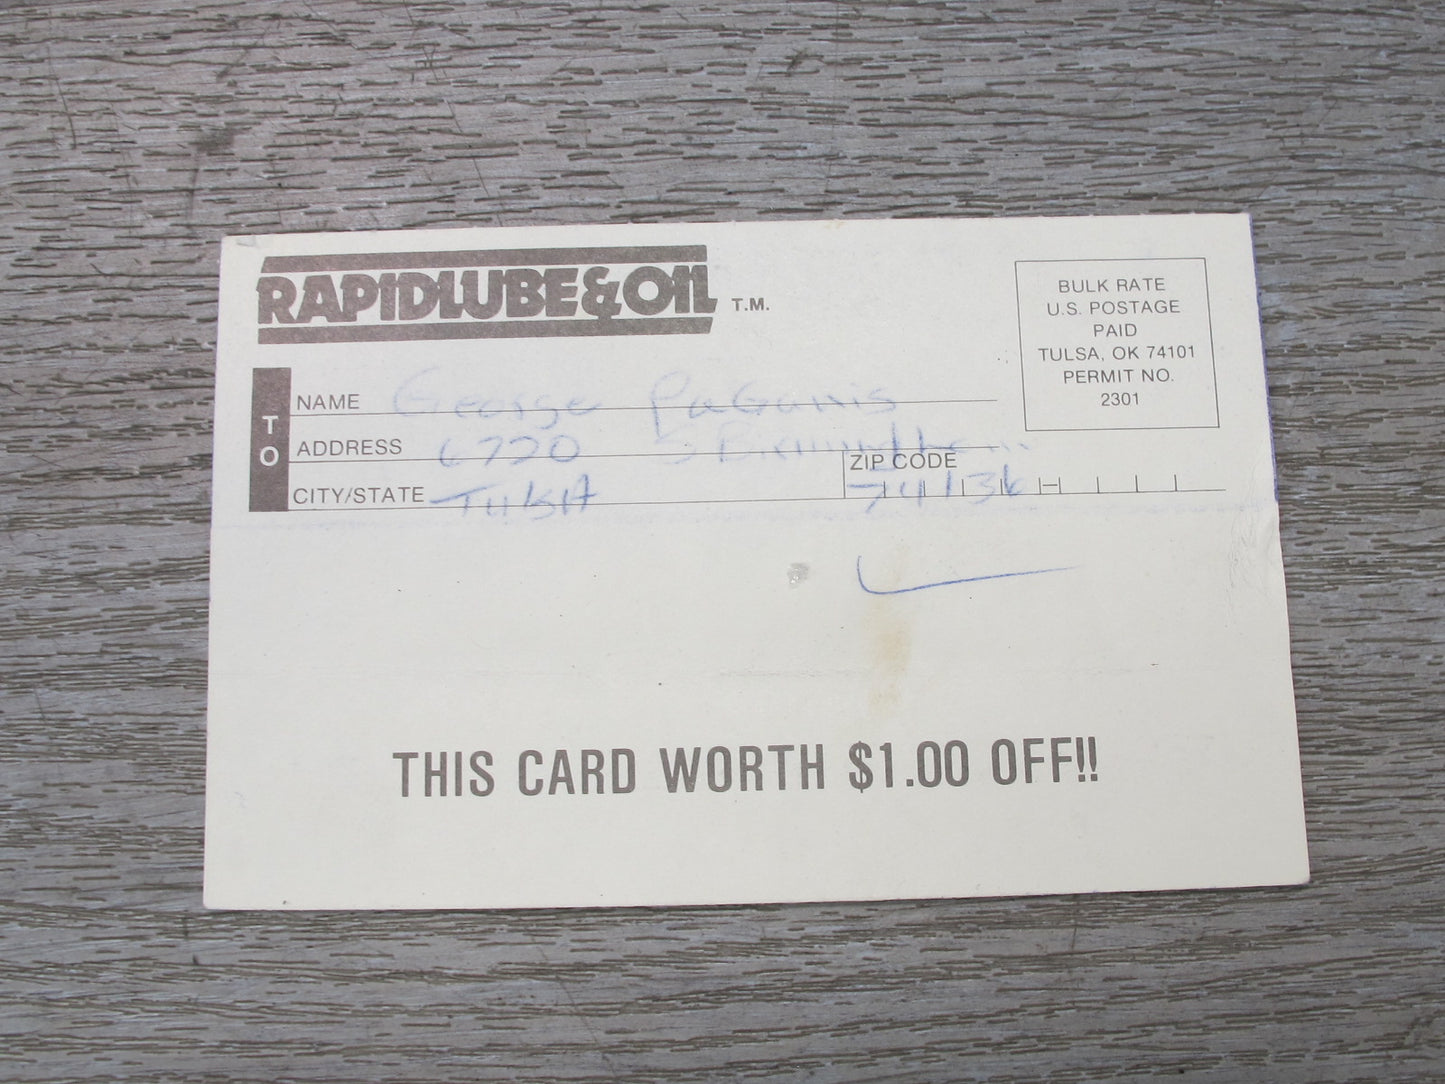 RAPIDLUBE & OIL T.M.
BULK RATE
U.S. POSTAGE
PAID
TULSA, OK 74101
PERMIT NO.
2301
TO
NAME George Paganis
ADDRESS 6720 S
ZIP CODE 74136
CITY/STATE Tulsa
THIS CARD WORTH $1.00 OFF!!